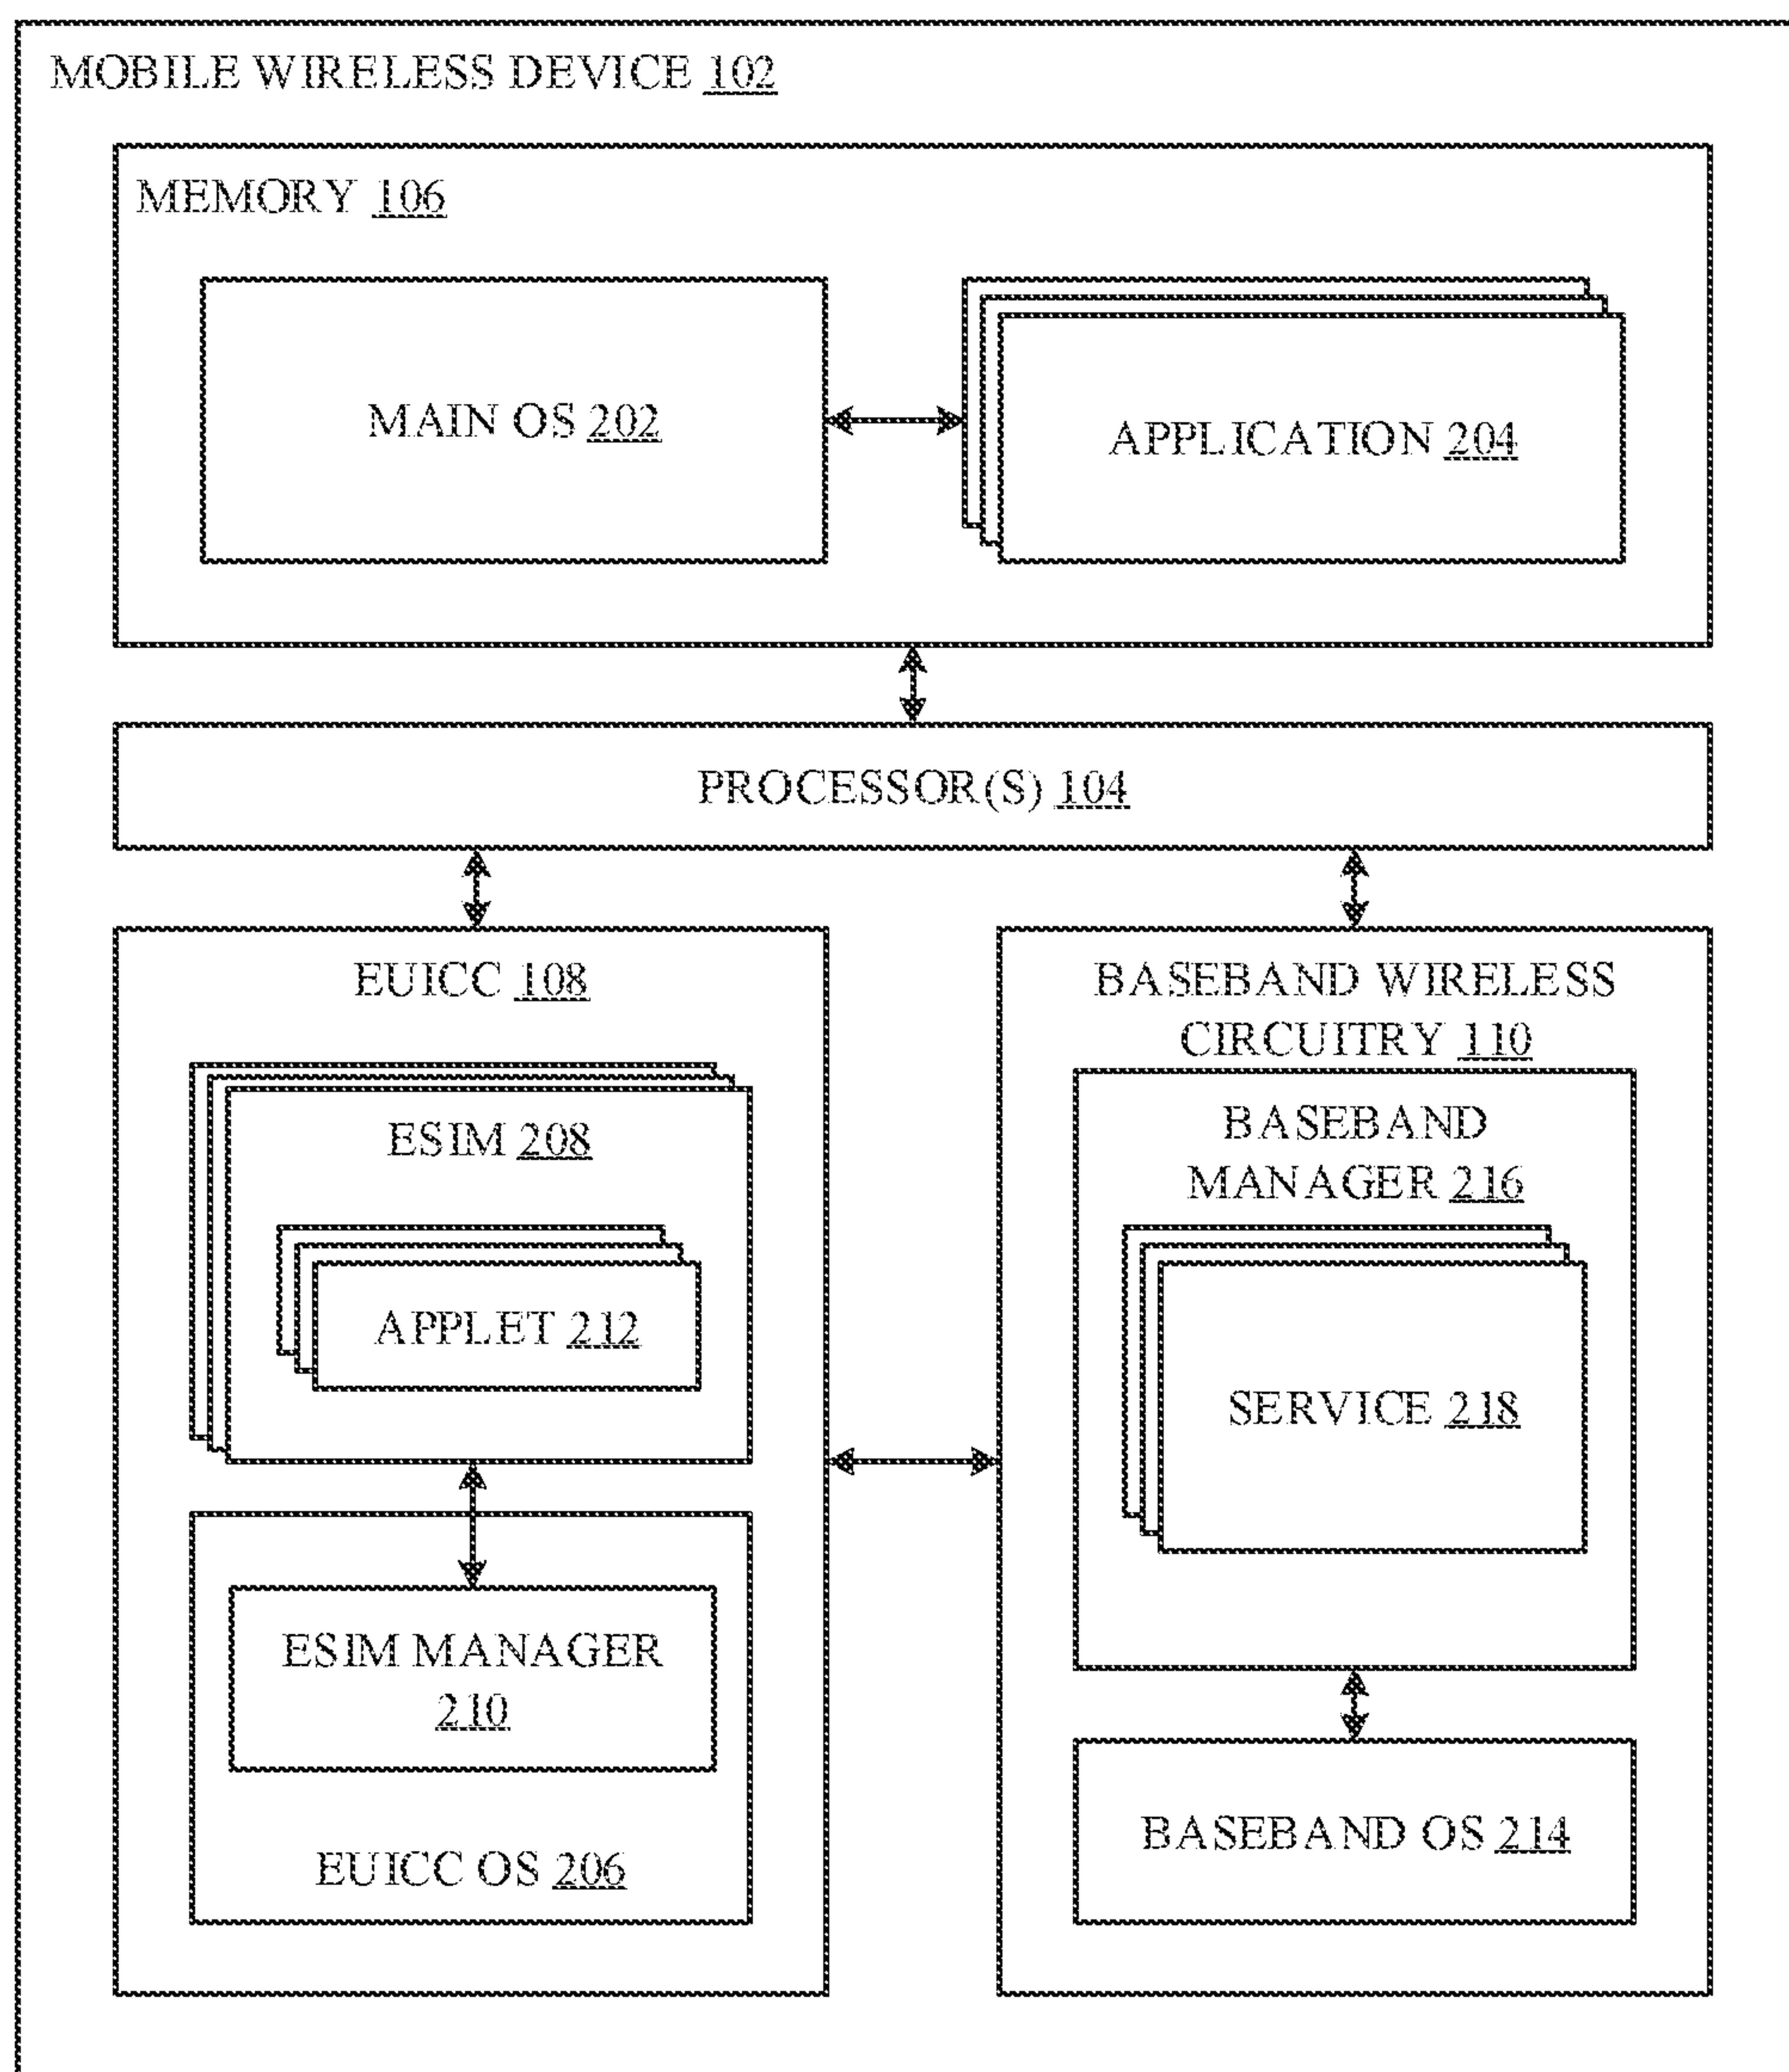 MOBILE WIRELESS DEVICE 102
MEMORY 106
MAIN OS 202
APPLICATION 204
PROCESSOR(S) 104
EUICC 108
ESIM 208
APPLET 212
ESIM MANAGER
210
EUICC OS 206
BASEBAND WIRELESS
CIRCUITRY 110
BASEBAND
MANAGER 216
SERVICE 218
BASEBAND OS 214